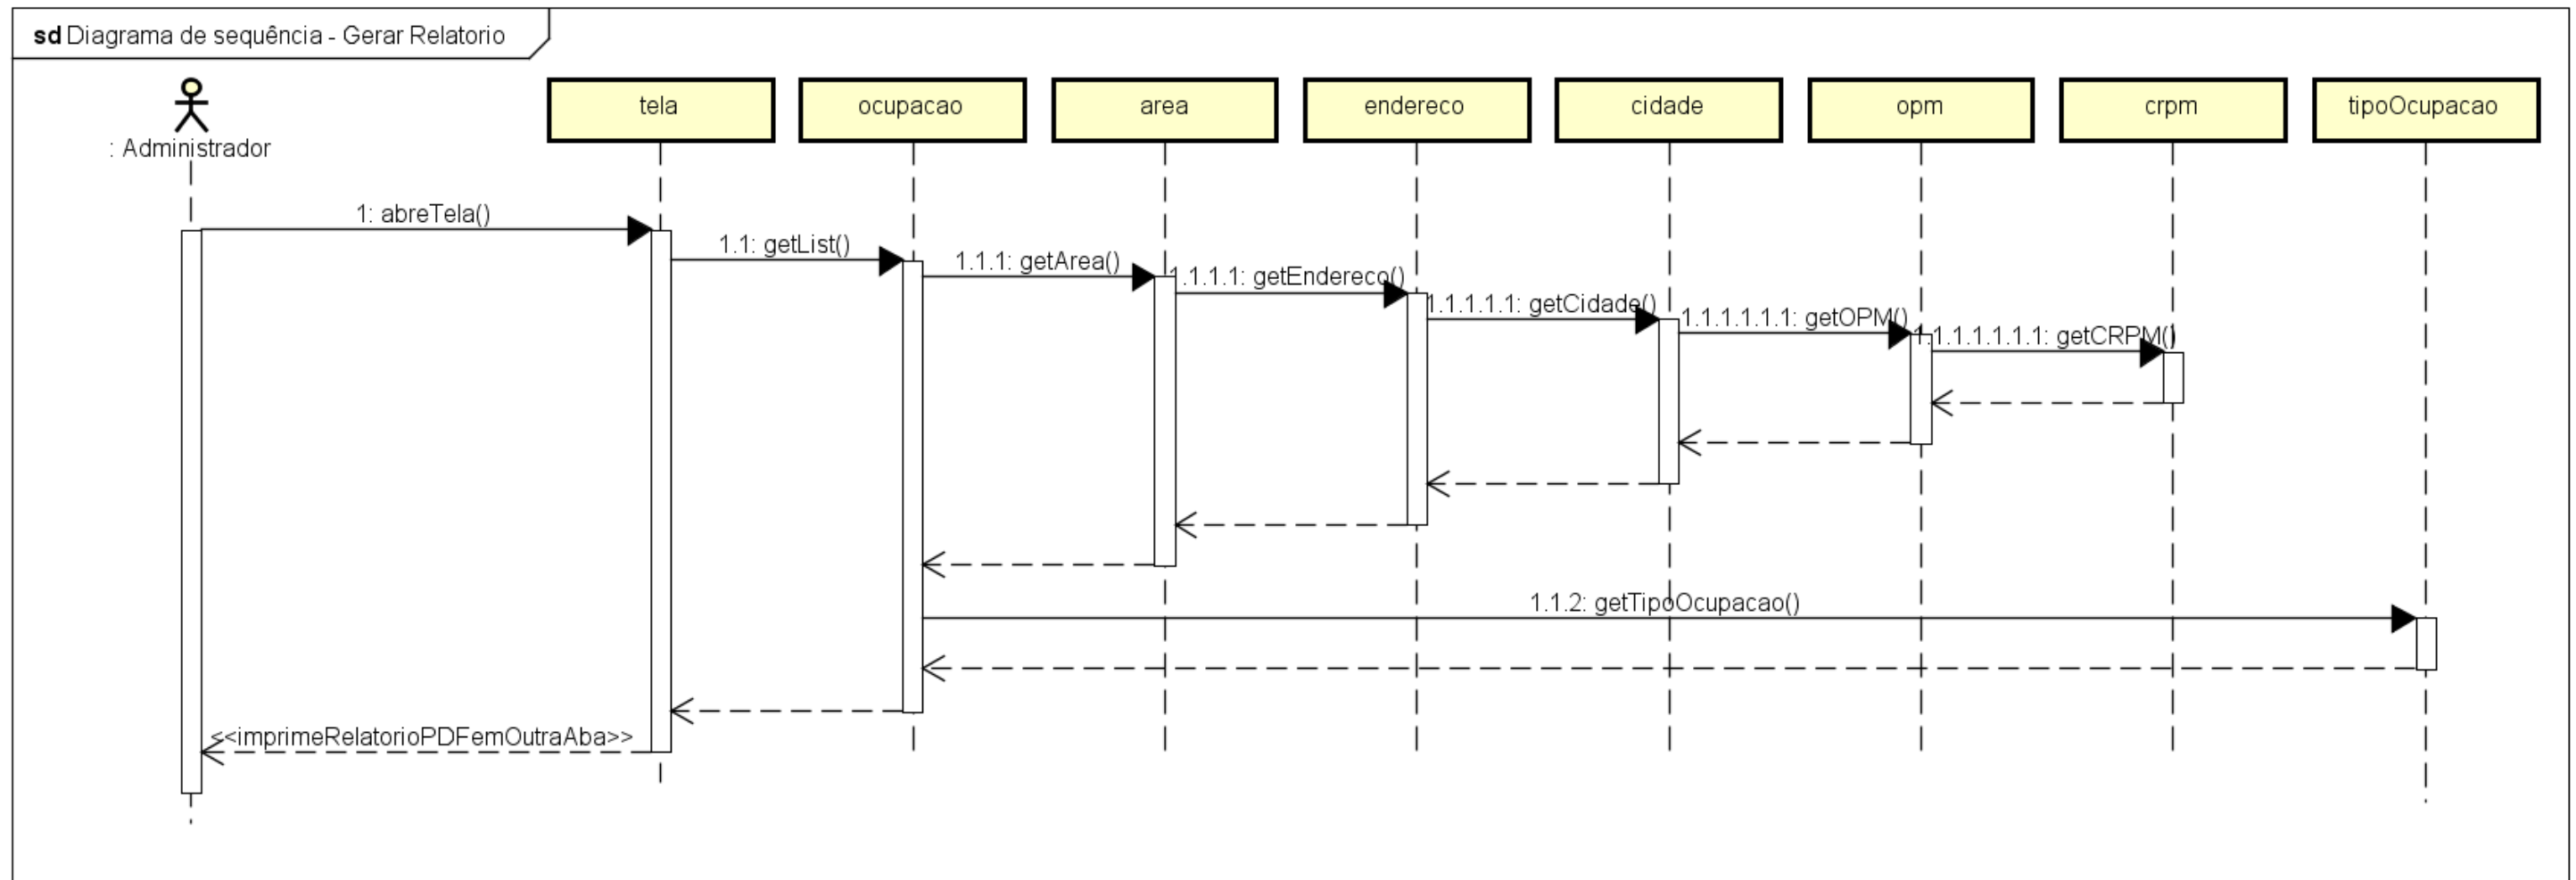 sd Diagrama de sequência - Gerar Relatorio
: Administrador
tela
ocupacao
area
endereco
cidade
opm
crpm
tipoOcupacao
1: abreTela()
1.1: getList()
1.1.1: getArea()
1.1.1.1: getEndereco()
1.1.1.1.1: getCidade()
1.1.1.1.1.1: getOPM()
1.1.1.1.1.1.1: getCRPM()
1.1.2: getTipoOcupacao()
<<imprimeRelatorioPDFemOutraAba>>